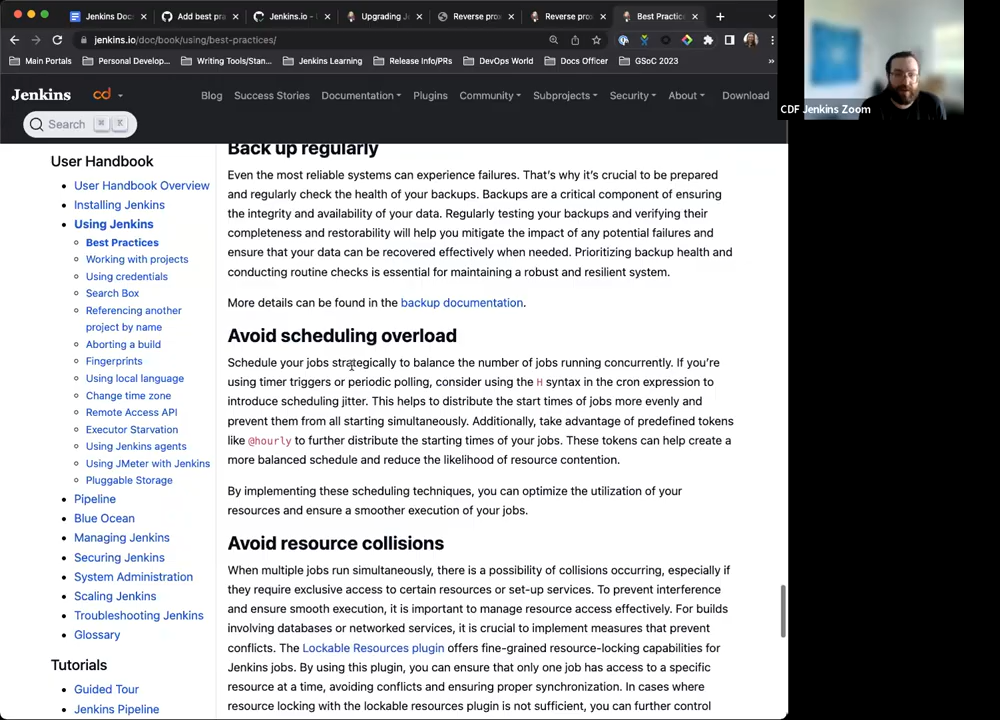 Jenkins Doc
Add best pra
Jenkins.io -
Upgrading J
Reverse pro
Reverse pro
Best Practic
jenkins.io/doc/book/using/best-practices/
Main Portals
Personal Develop...
Writing Tools/Stan...
Jenkins Learning
Release Info/PRs
DevOps World
Docs Officer
GSoC 2023
»
CDF Jenkins Zoom
Jenkins
cd
Blog
Success Stories
Documentation
Plugins
Community
Subprojects
Security
About
Download
Search
⌘
K
User Handbook
User Handbook Overview
Installing Jenkins
Using Jenkins
Best Practices
Working with projects
Using credentials
Search Box
Referencing another
project by name
Aborting a build
Fingerprints
Using local language
Change time zone
Remote Access API
Executor Starvation
Using Jenkins agents
Using JMeter with Jenkins
Pluggable Storage
Pipeline
Blue Ocean
Managing Jenkins
Securing Jenkins
System Administration
Scaling Jenkins
Troubleshooting Jenkins
Glossary
Tutorials
Guided Tour
Jenkins Pipeline
Back up regularly
Even the most reliable systems can experience failures. That’s why it’s crucial to be prepared
and regularly check the health of your backups. Backups are a critical component of ensuring
the integrity and availability of your data. Regularly testing your backups and verifying their
completeness and restorability will help you mitigate the impact of any potential failures and
ensure that your data can be recovered effectively when needed. Prioritizing backup health and
conducting routine checks is essential for maintaining a robust and resilient system.
More details can be found in the backup documentation.
Avoid scheduling overload
Schedule your jobs strategically to balance the number of jobs running concurrently. If you’re
using timer triggers or periodic polling, consider using the H syntax in the cron expression to
introduce scheduling jitter. This helps to distribute the start times of jobs more evenly and
prevent them from all starting simultaneously. Additionally, take advantage of predefined tokens
like @hourly to further distribute the starting times of your jobs. These tokens can help create a
more balanced schedule and reduce the likelihood of resource contention.
By implementing these scheduling techniques, you can optimize the utilization of your
resources and ensure a smoother execution of your jobs.
Avoid resource collisions
When multiple jobs run simultaneously, there is a possibility of collisions occurring, especially if
they require exclusive access to certain resources or set-up services. To prevent interference
and ensure smooth execution, it is important to manage resource access effectively. For builds
involving databases or networked services, it is crucial to implement measures that prevent
conflicts. The Lockable Resources plugin offers fine-grained resource-locking capabilities for
Jenkins jobs. By using this plugin, you can ensure that only one job has access to a specific
resource at a time, avoiding conflicts and ensuring proper synchronization. In cases where
resource locking with the lockable resources plugin is not sufficient, you can further control